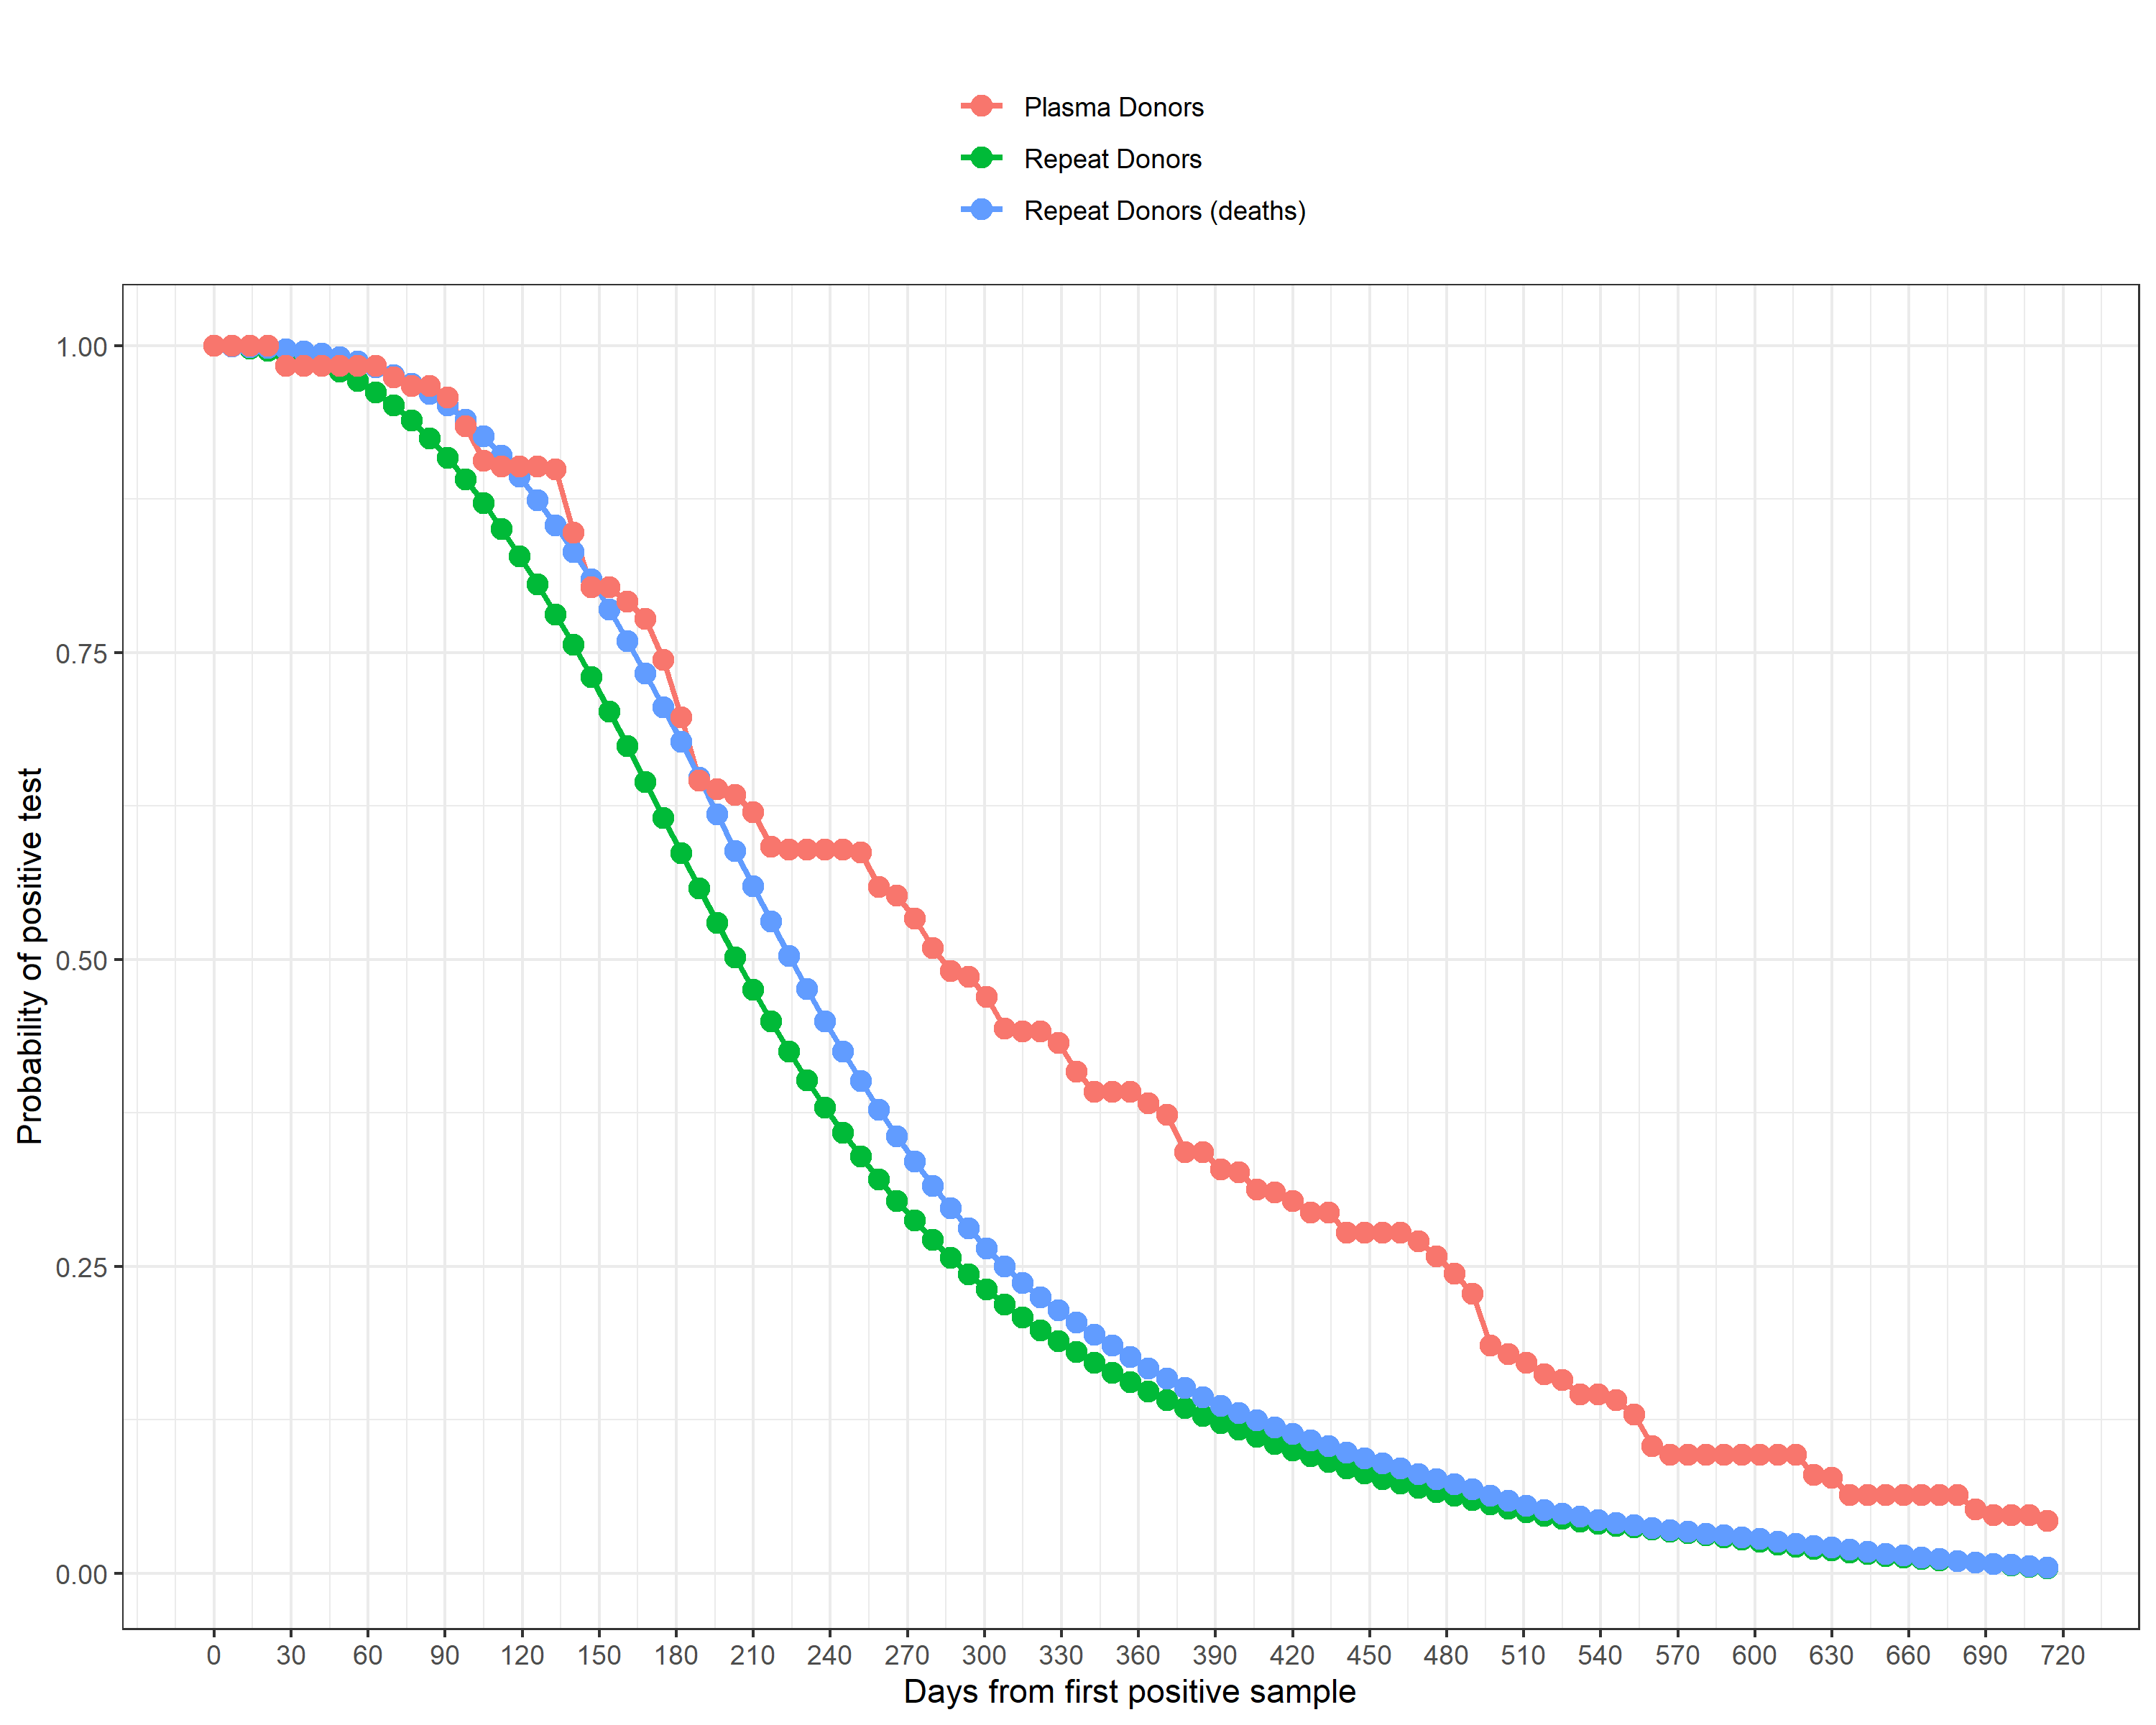 Plasma Donors
Repeat Donors
Repeat Donors (deaths)
1.00
0.75
0.50
0.25
0.00
Probability of positive test
0 30 60 90 120 150 180 210 240 270 300 330 360 390 420 450 480 510 540 570 600 630 660 690 720
Days from first positive sample